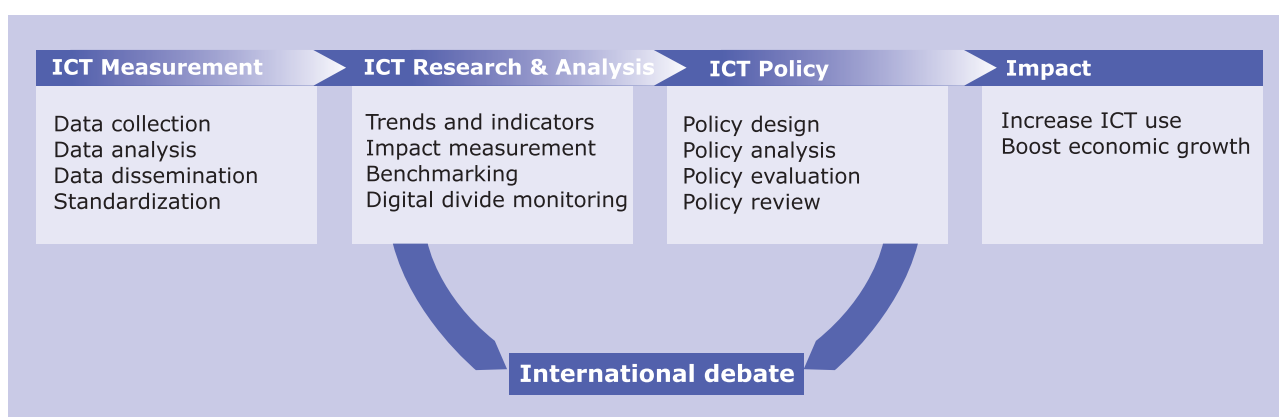 ICT Measurement
Data collection
Data analysis
Data dissemination
Standardization
ICT Research & Analysis
Trends and indicators
Impact measurement
Benchmarking
Digital divide monitoring
ICT Policy
Policy design
Policy analysis
Policy evaluation
Policy review
Impact
Increase ICT use
Boost economic growth
International debate